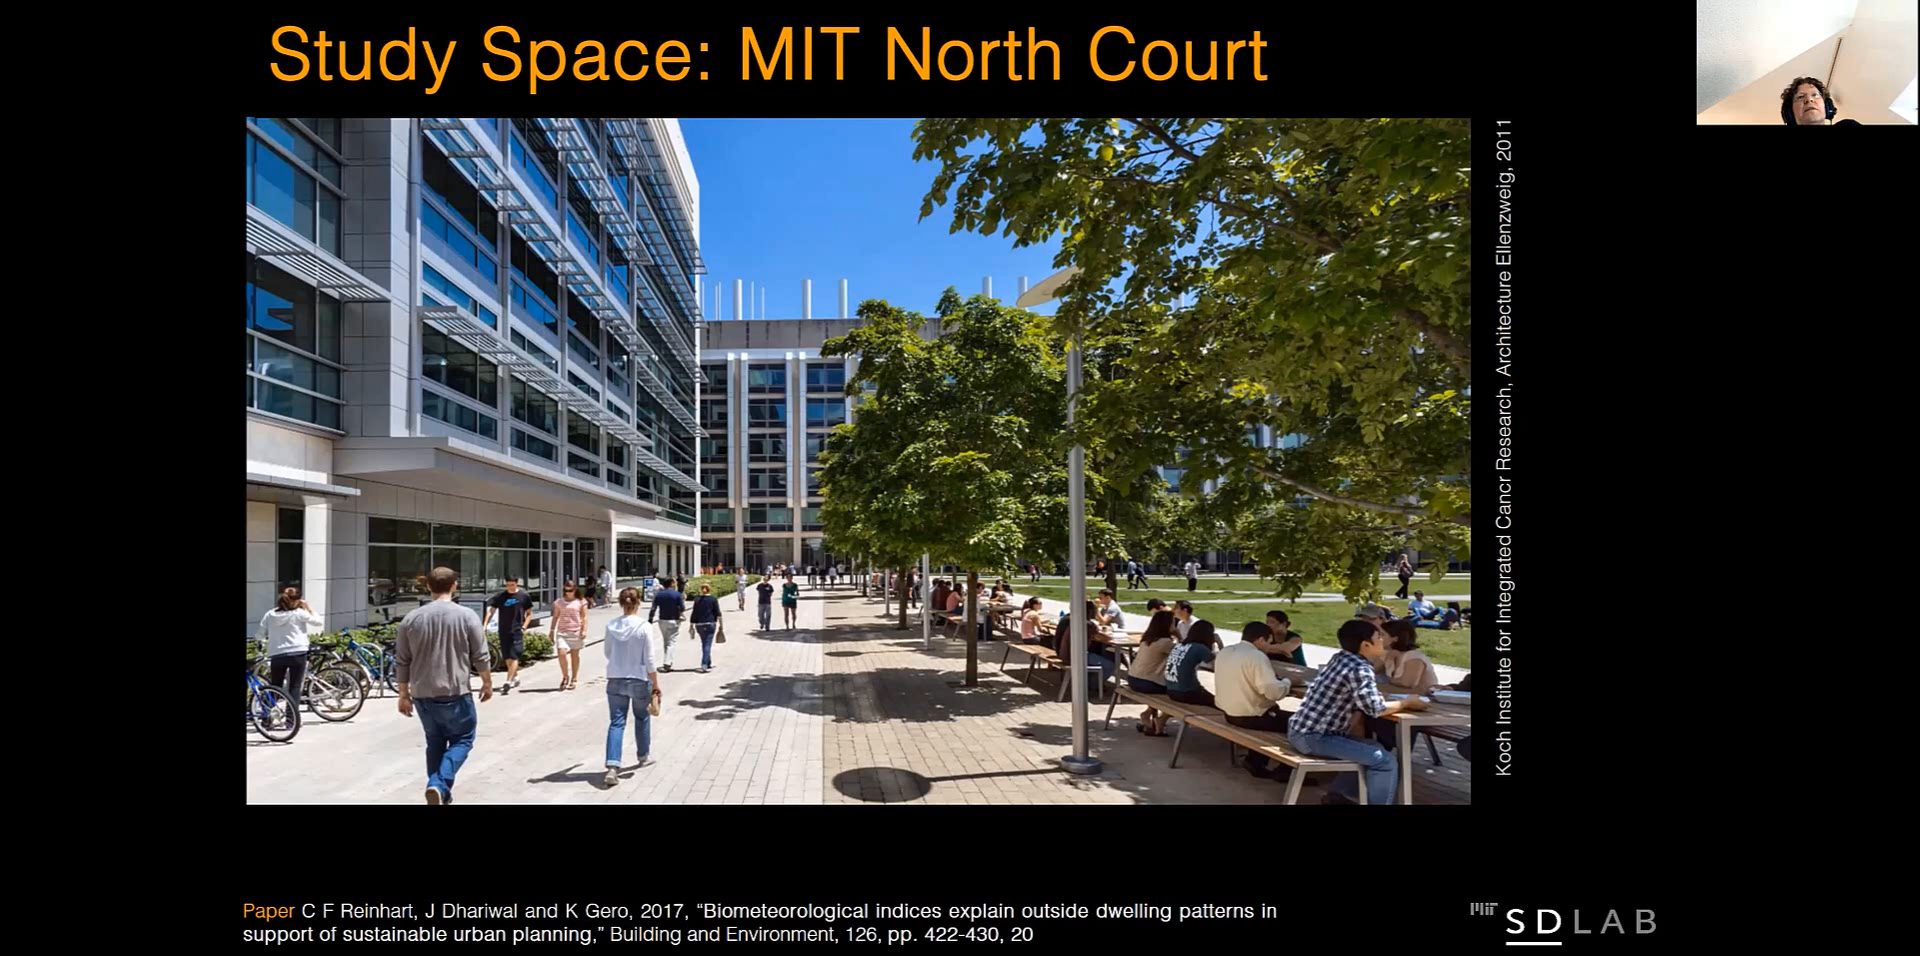 Study Space: MIT North Court
Koch Institute for Integrated Cancr Research, Architecture Ellenzweig, 2011
Paper C F Reinhart, J Dhariwal and K Gero, 2017, “Biometeorological indices explain outside dwelling patterns in
support of sustainable urban planning,” Building and Environment, 126, pp. 422-430, 20
MIT SDLAB